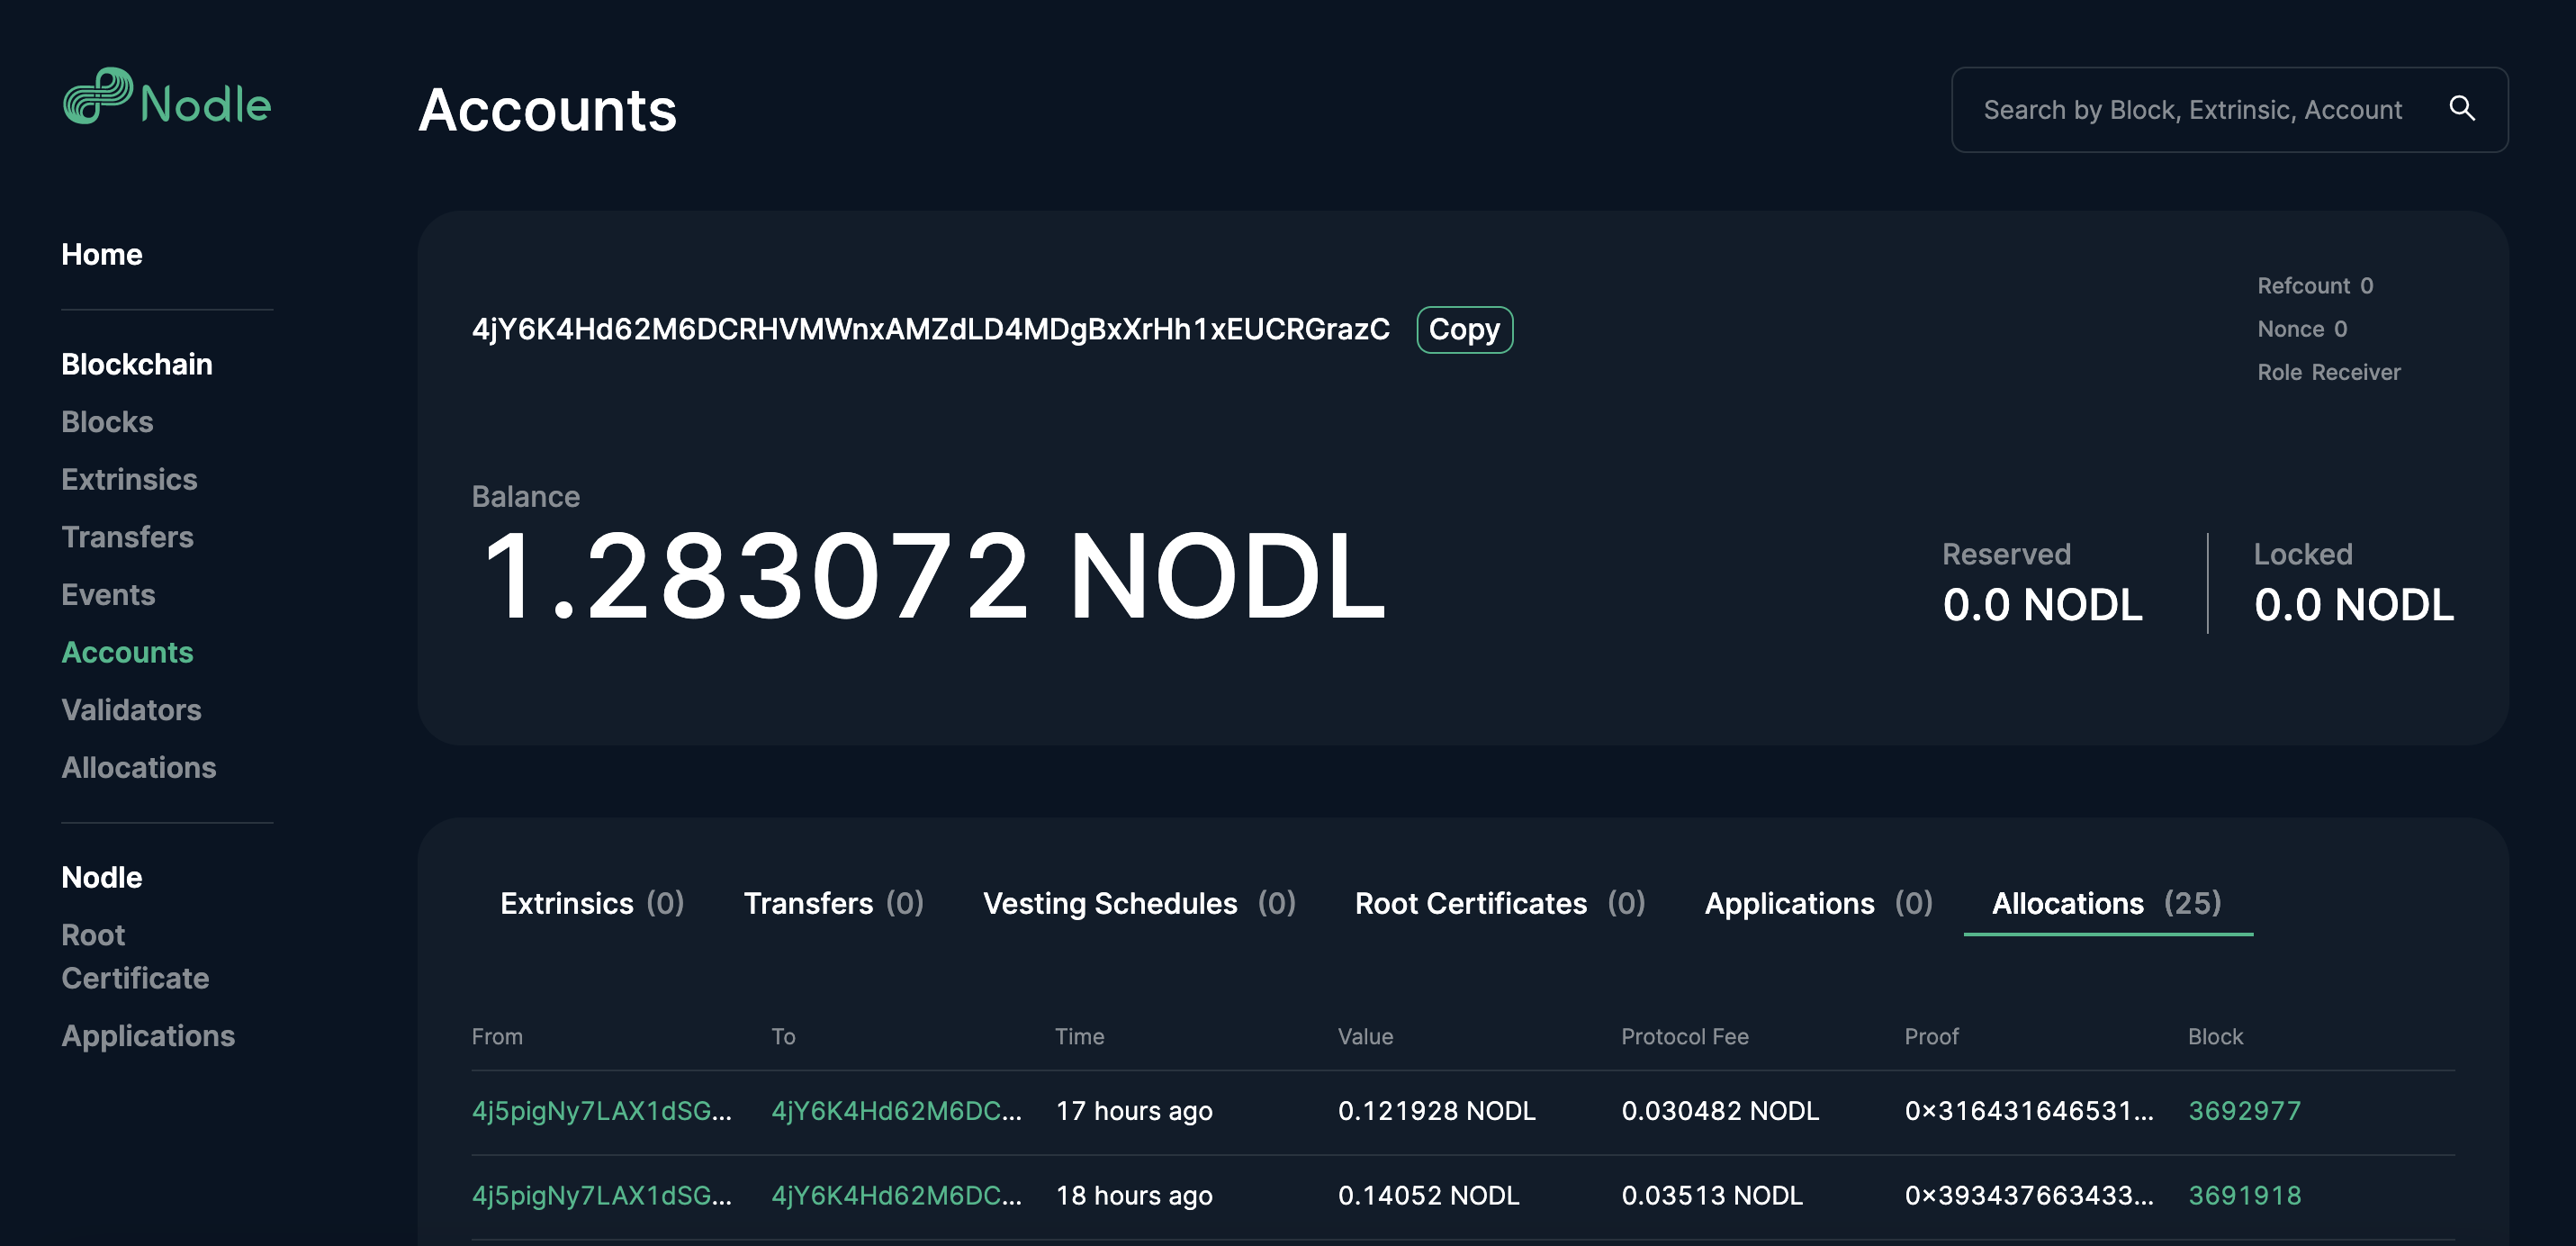 Nodle
Accounts
Search by Block, Extrinsic, Account
Home
Blockchain
Blocks
Extrinsics
Transfers
Events
Accounts
Validators
Allocations
Nodle
Root
Certificate
Applications
4jY6K4Hd62M6DCRHVMWnxAMZdLD4MDgBxXrHh1xEUCRGrazC Copy
Refcount 0
Nonce 0
Role Receiver
Balance
1.283072 NODL
Reserved
0.0 NODL
Locked
0.0 NODL
Extrinsics (0) Transfers (0) Vesting Schedules (0) Root Certificates (0) Applications (0) Allocations (25)
From To Time Value Protocol Fee Proof Block
4j5pigNy7LAX1dSG... 4jY6K4Hd62M6DC... 17 hours ago 0.121928 NODL 0.030482 NODL 0x316431646531... 3692977
4j5pigNy7LAX1dSG... 4jY6K4Hd62M6DC... 18 hours ago 0.14052 NODL 0.03513 NODL 0x393437663433... 3691918